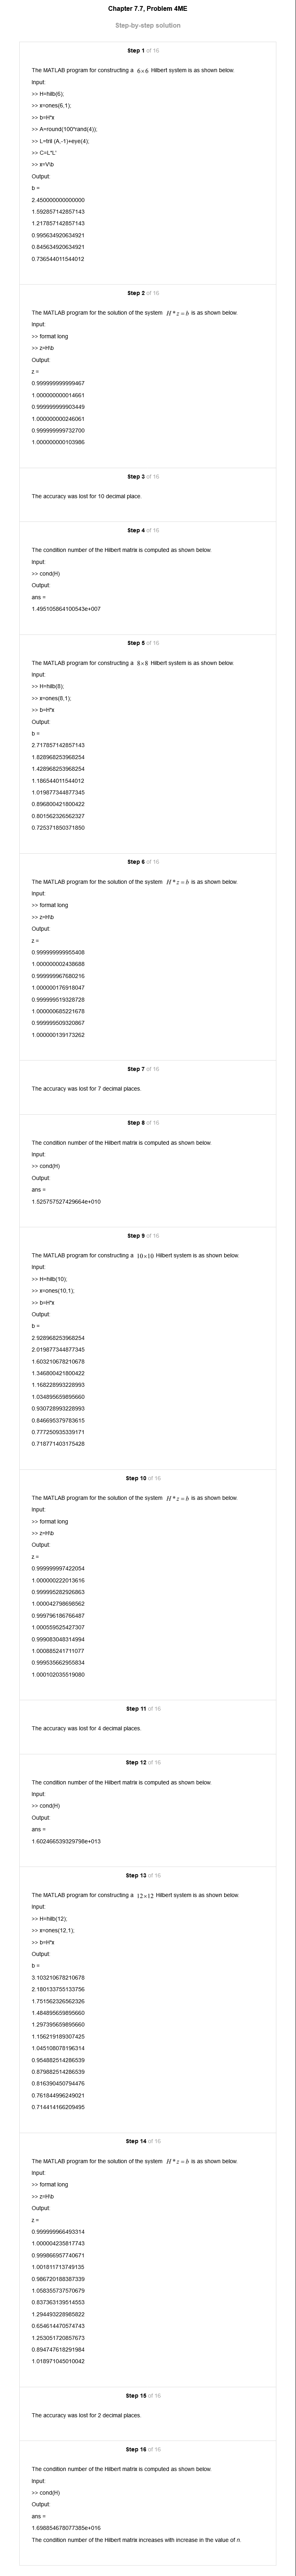 Chapter 7.7, Problem 4ME
Step-by-step solution
Step 1 of 16
The MATLAB program for constructing a 6×6 Hilbert system is as shown below.
Input:
>> H=hilb(6);
>> x=ones(6,1);
>> b=H*x
>> A=round(100*rand(4));
>> L=tril (A,-1)+eye(4);
>> C=L*L'
>> x=V\b
Output:
b =
2.450000000000000
1.592857142857143
1.217857142857143
0.995634920634921
0.845634920634921
0.736544011544012
Step 2 of 16
The MATLAB program for the solution of the system H * z = b is as shown below.
Input:
>> format long
>> z=H\b
Output:
z =
0.999999999999467
1.000000000014661
0.999999999903449
1.000000000246061
0.999999999732700
1.000000000103986
Step 3 of 16
The accuracy was lost for 10 decimal place.
Step 4 of 16
The condition number of the Hilbert matrix is computed as shown below.
Input:
>> cond(H)
Output:
ans =
1.495105864100543e+007
Step 5 of 16
The MATLAB program for constructing a 8×8 Hilbert system is as shown below.
Input:
>> H=hilb(8);
>> x=ones(8,1);
>> b=H*x
Output:
b =
2.717857142857143
1.828968253968254
1.428968253968254
1.186544011544012
1.019877344877345
0.896800421800422
0.801562326562327
0.725371850371850
Step 6 of 16
The MATLAB program for the solution of the system H * z = b is as shown below.
Input:
>> format long
>> z=H\b
Output:
z =
0.999999999955408
1.000000002438688
0.999999967680216
1.000000176918047
0.999999519328728
1.000000685221678
0.999999509320867
1.000000139173262
Step 7 of 16
The accuracy was lost for 7 decimal places.
Step 8 of 16
The condition number of the Hilbert matrix is computed as shown below.
Input:
>> cond(H)
Output:
ans =
1.525757527429664e+010
Step 9 of 16
The MATLAB program for constructing a 10×10 Hilbert system is as shown below.
Input:
>> H=hilb(10);
>> x=ones(10,1);
>> b=H*x
Output:
b =
2.928968253968254
2.019877344877345
1.603210678210678
1.346800421800422
1.168228993228993
1.034895659895660
0.930728993228993
0.846695379783615
0.777250935339171
0.718771403175428
Step 10 of 16
The MATLAB program for the solution of the system H * z = b is as shown below.
Input:
>> format long
>> z=H\b
Output:
z =
0.999999997422054
1.000000222013616
0.999995282926863
1.000042798698562
0.999796186766487
1.000559525427307
0.999083048314994
1.000885241711077
0.999535662955834
1.000102035519080
Step 11 of 16
The accuracy was lost for 4 decimal places.
Step 12 of 16
The condition number of the Hilbert matrix is computed as shown below.
Input:
>> cond(H)
Output:
ans =
1.602466539329798e+013
Step 13 of 16
The MATLAB program for constructing a 12×12 Hilbert system is as shown below.
Input:
>> H=hilb(12);
>> x=ones(12,1);
>> b=H*x
Output:
b =
3.103210678210678
2.180133755133756
1.751562326562326
1.484895659895660
1.297395659895660
1.156219189307425
1.045108078196314
0.954882514286539
0.879882514286539
0.816390450794476
0.761844996249021
0.714414166209495
Step 14 of 16
The MATLAB program for the solution of the system H * z = b is as shown below.
Input:
>> format long
>> z=H\b
Output:
z =
0.999999966493314
1.000004235817743
0.999866957740671
1.001811713749135
0.986720188387339
1.058355737570679
0.837363139514553
1.294493228985822
0.654614470574743
1.253051720857673
0.894747618291984
1.018971045010042
Step 15 of 16
The accuracy was lost for 2 decimal places.
Step 16 of 16
The condition number of the Hilbert matrix is computed as shown below.
Input:
>> cond(H)
Output:
ans =
1.698854678077385e+016
The condition number of the Hilbert matrix increases with increase in the value of n.